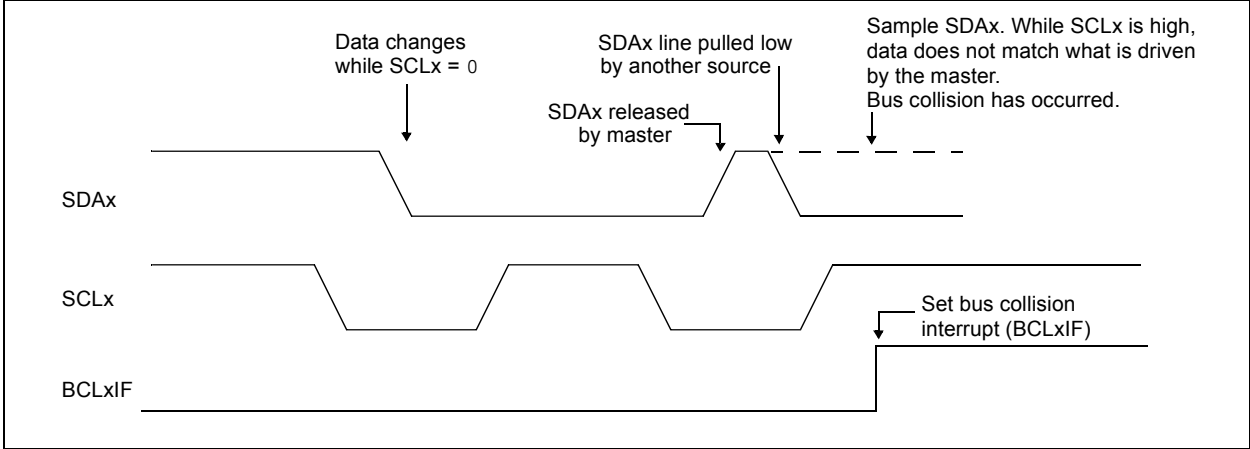 Data changes
while SCLx = 0
SDAx line pulled low
by another source
SDAx released
by master
Sample SDAx. While SCLx is high,
data does not match what is driven
by the master.
Bus collision has occurred.
SDAx
SCLx
Set bus collision
interrupt (BCLxIF)
BCLxIF